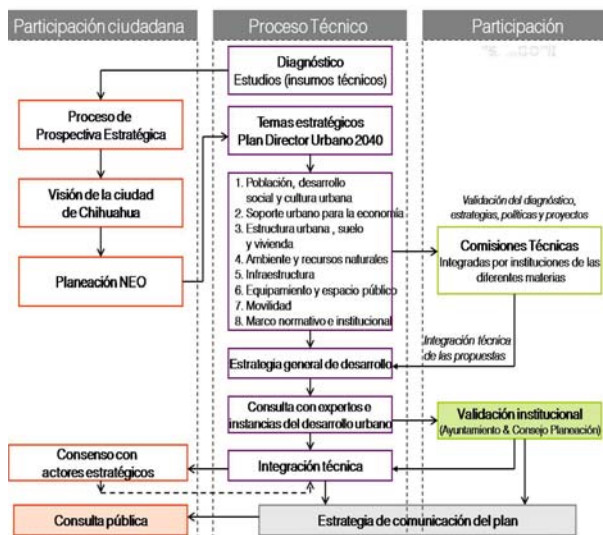 Participación ciudadana
Proceso Técnico
Participación
Diagnóstico
Estudios (insumos técnicos)
Proceso de
Prospectiva Estratégica
Visión de la ciudad
de Chihuahua
Planeación NEO
Temas estratégicos
Plan Director Urbano 2040
1. Población, desarrollo
social y cultura urbana
2. Soporte urbano para la economía
3. Estructura urbana , suelo
y vivienda
4. Ambiente y recursos naturales
5. Infraestructura
6. Equipamiento y espacio público
7. Movilidad
8. Marco normativo e institucional
Validación del diagnóstico,
estrategias, políticas y proyectos
Comisiones Técnicas
Integradas por instituciones de las
diferentes materias
Integración técnica
de las propuestas
Estrategia general de desarrollo
Consulta con expertos e
instancias del desarrollo urbano
Validación institucional
(Ayuntamiento & Consejo Planeación)
Consenso con
actores estratégicos
Integración técnica
Consulta pública
Estrategia de comunicación del plan